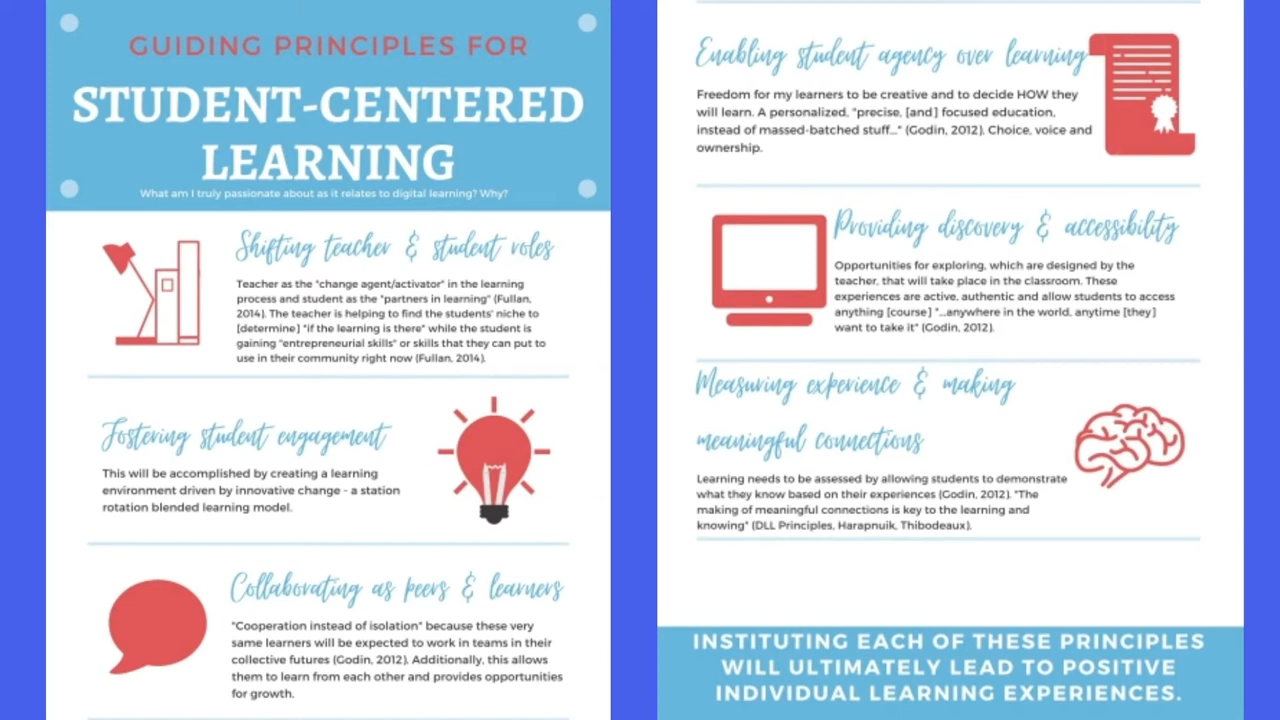 GUIDING PRINCIPLES FOR
STUDENT-CENTERED
LEARNING
What am I truly passionate about as it relates to digital learning? Why?
Shifting teacher & student roles
Teacher as the "change agent/activator" in the learning
process and student as the "partners in learning" (Fullan,
2014). The teacher is helping to find the students' niche to
[determine] "if the learning is there" while the student is
gaining "entrepreneurial skills" or skills that they can put to
use in their community right now (Fullan, 2014).
Fostering student engagement
This will be accomplished by creating a learning
environment driven by innovative change - a station
rotation blended learning model.
Collaborating as peers & learners
"Cooperation instead of isolation" because these very
same learners will be expected to work in teams in their
collective futures (Godin, 2012). Additionally, this allows
them to learn from each other and provides opportunities
for growth.
Enabling student agency over learning
Freedom for my learners to be creative and to decide HOW they
will learn. A personalized, "precise, [and] focused education,
instead of massed-batched stuff..." (Godin, 2012). Choice, voice and
ownership.
Providing discovery & accessibility
Opportunities for exploring, which are designed by the
teacher, that will take place in the classroom. These
experiences are active, authentic and allow students to access
anything [course] "...anywhere in the world, anytime [they]
want to take it" (Godin, 2012).
Measuring experience & making
meaningful connections
Learning needs to be assessed by allowing students to demonstrate
what they know based on their experiences (Godin, 2012). "The
making of meaningful connections is key to the learning and
knowing" (DLL Principles, Harapnuik, Thibodeaux).
INSTITUTING EACH OF THESE PRINCIPLES
WILL ULTIMATELY LEAD TO POSITIVE
INDIVIDUAL LEARNING EXPERIENCES.